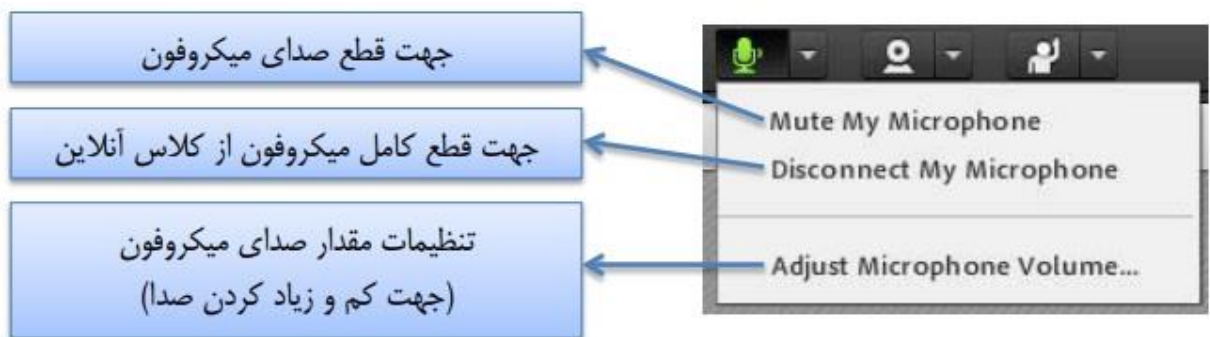 جهت قطع صدای میکروفون
Mute My Microphone
جهت قطع کامل میکروفون از کلاس آنلاین
Disconnect My Microphone
تنظیمات مقدار صدای میکروفون
(جهت کم و زیاد کردن صدا)
Adjust Microphone Volume...